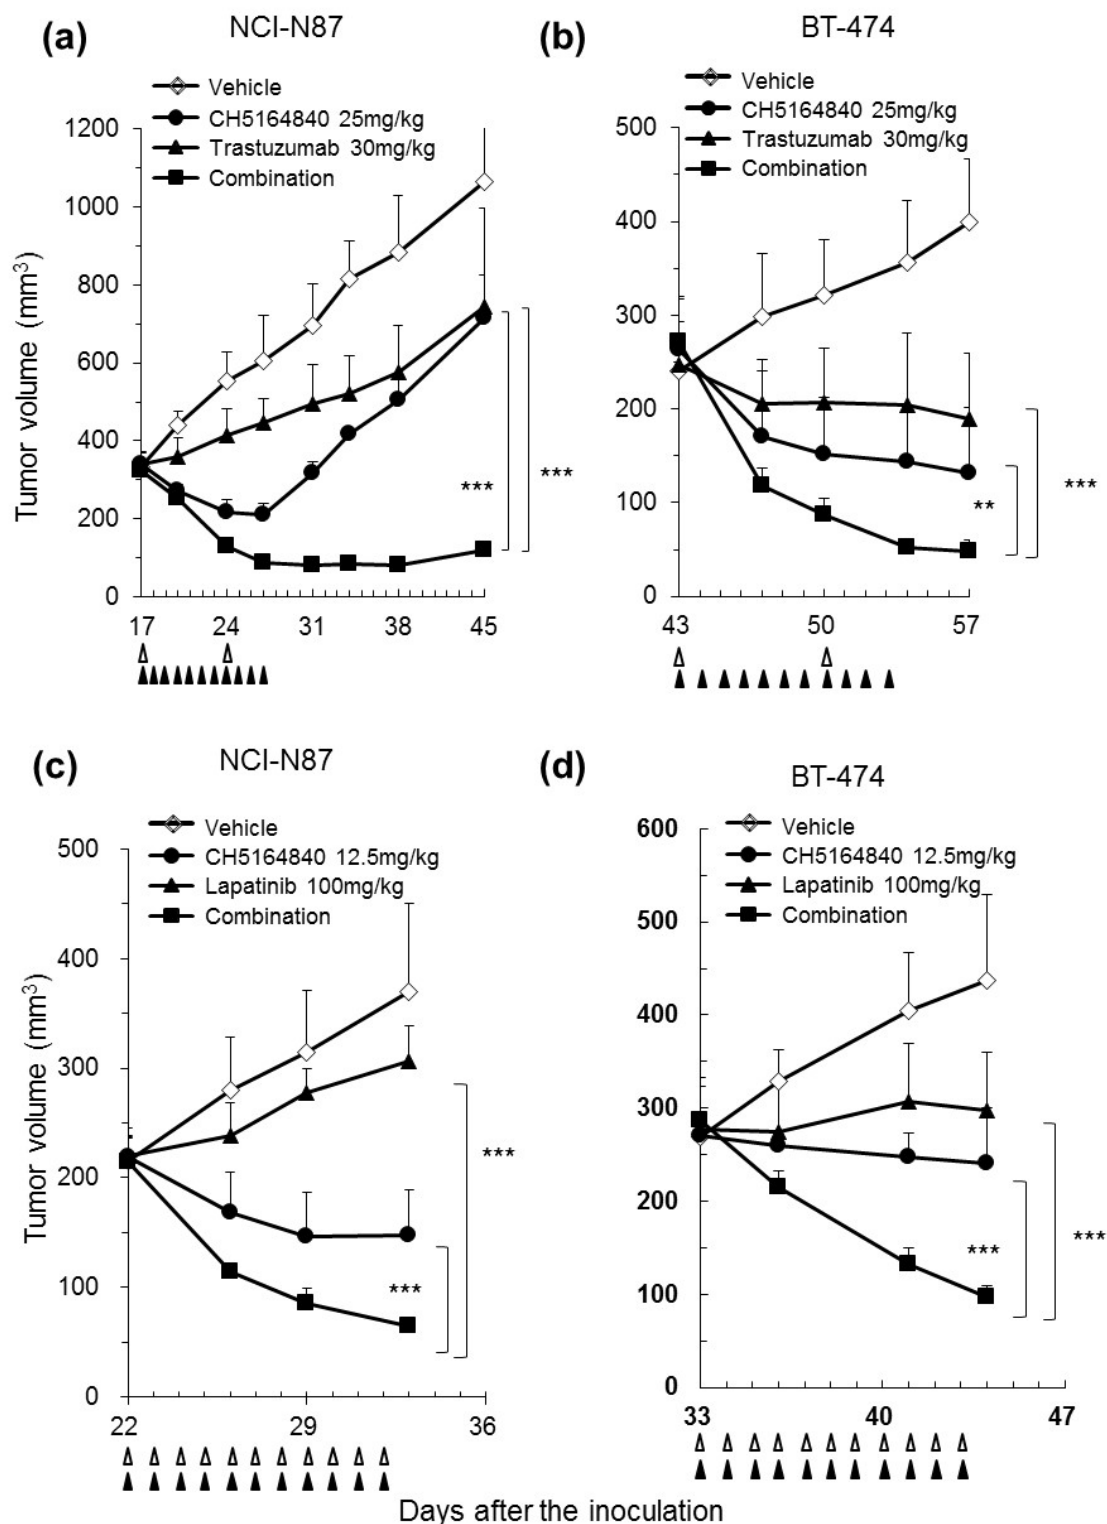 (a)
NCI-N87
Vehicle
CH5164840 25mg/kg
Trastuzumab 30mg/kg
Combination
Tumor volume (mm³)
1200
1000
800
600
400
200
0
17
24
31
38
45
***
***
(b)
BT-474
Vehicle
CH5164840 25mg/kg
Trastuzumab 30mg/kg
Combination
500
400
300
200
100
0
43
50
57
**
***
(c)
NCI-N87
Vehicle
CH5164840 12.5mg/kg
Lapatinib 100mg/kg
Combination
Tumor volume (mm³)
500
400
300
200
100
0
22
29
36
***
***
(d)
BT-474
Vehicle
CH5164840 12.5mg/kg
Lapatinib 100mg/kg
Combination
600
500
400
300
200
100
0
33
40
47
***
***
Days after the inoculation